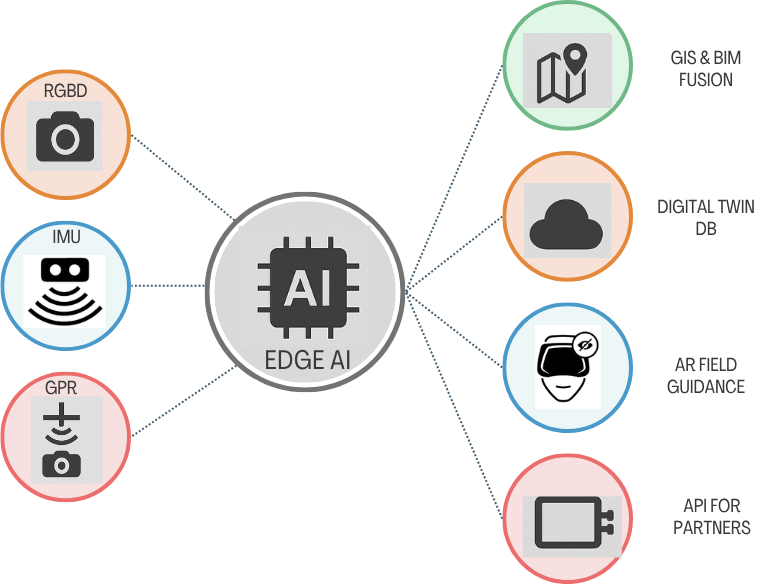 RGBD
IMU
GPR
AI
EDGE AI
GIS & BIM
FUSION
DIGITAL TWIN
DB
AR FIELD
GUIDANCE
API FOR
PARTNERS